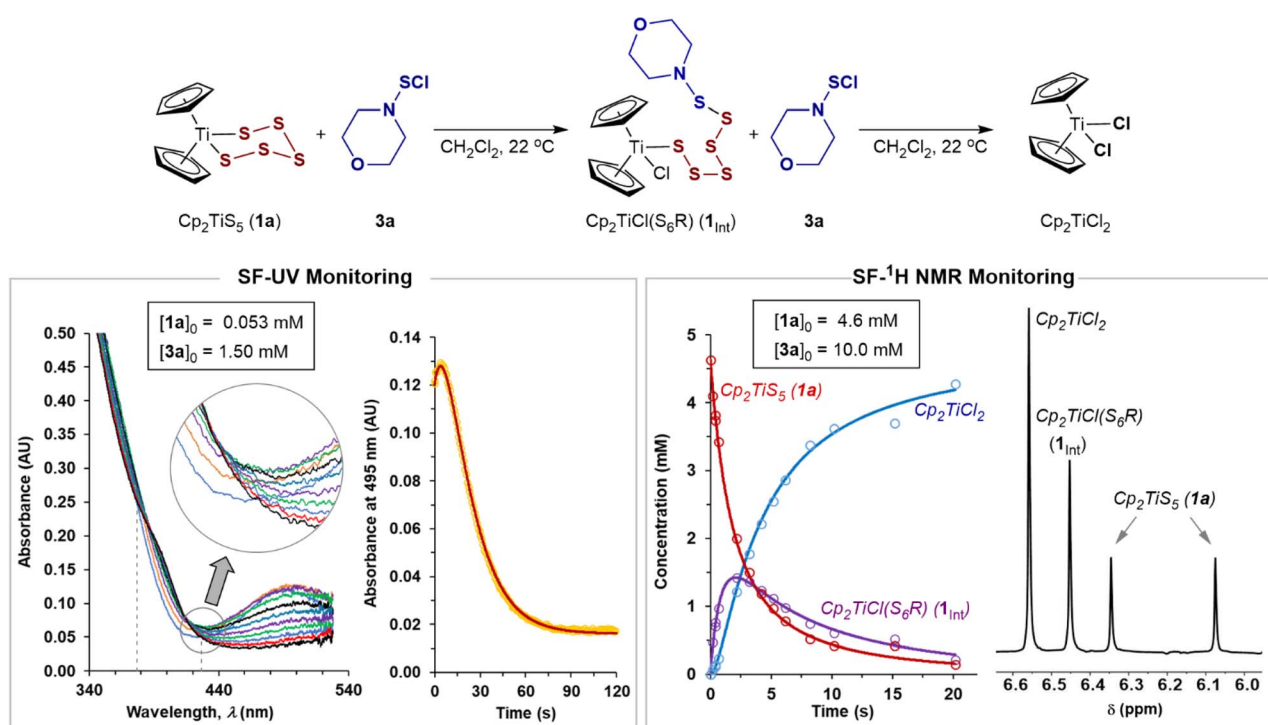 O
N
S
S
S
S
S
S
Cl
Ti
SCl
N
O
SCl
N
O
Ti
S
S
S
S
S
+
+
Ti
Cl
Cl
CH2Cl2, 22 °C
CH2Cl2, 22 °C
Cp2TiS5 (1a)
3a
Cp2TiCl(S6R) (1Int)
3a
Cp2TiCl2
SF-UV Monitoring
[1a]0 = 0.053 mM
[3a]0 = 1.50 mM
Absorbance (AU)
0.50
0.45
0.40
0.35
0.30
0.25
0.20
0.15
0.10
0.05
0.00
340
440
540
Wavelength, λ (nm)
Absorbance at 495 nm (AU)
0.14
0.12
0.10
0.08
0.06
0.04
0.02
0.00
0
30
60
90
120
Time (s)
SF-1H NMR Monitoring
[1a]0 = 4.6 mM
[3a]0 = 10.0 mM
Concentration (mM)
5
4
3
2
1
0
0
5
10
15
20
Time (s)
Cp2TiS5 (1a)
Cp2TiCl2
Cp2TiCl(S6R) (1Int)
Cp2TiCl2
Cp2TiCl(S6R)
(1Int)
Cp2TiS5 (1a)
6.6
6.5
6.4
6.3
6.2
6.1
6.0
δ (ppm)